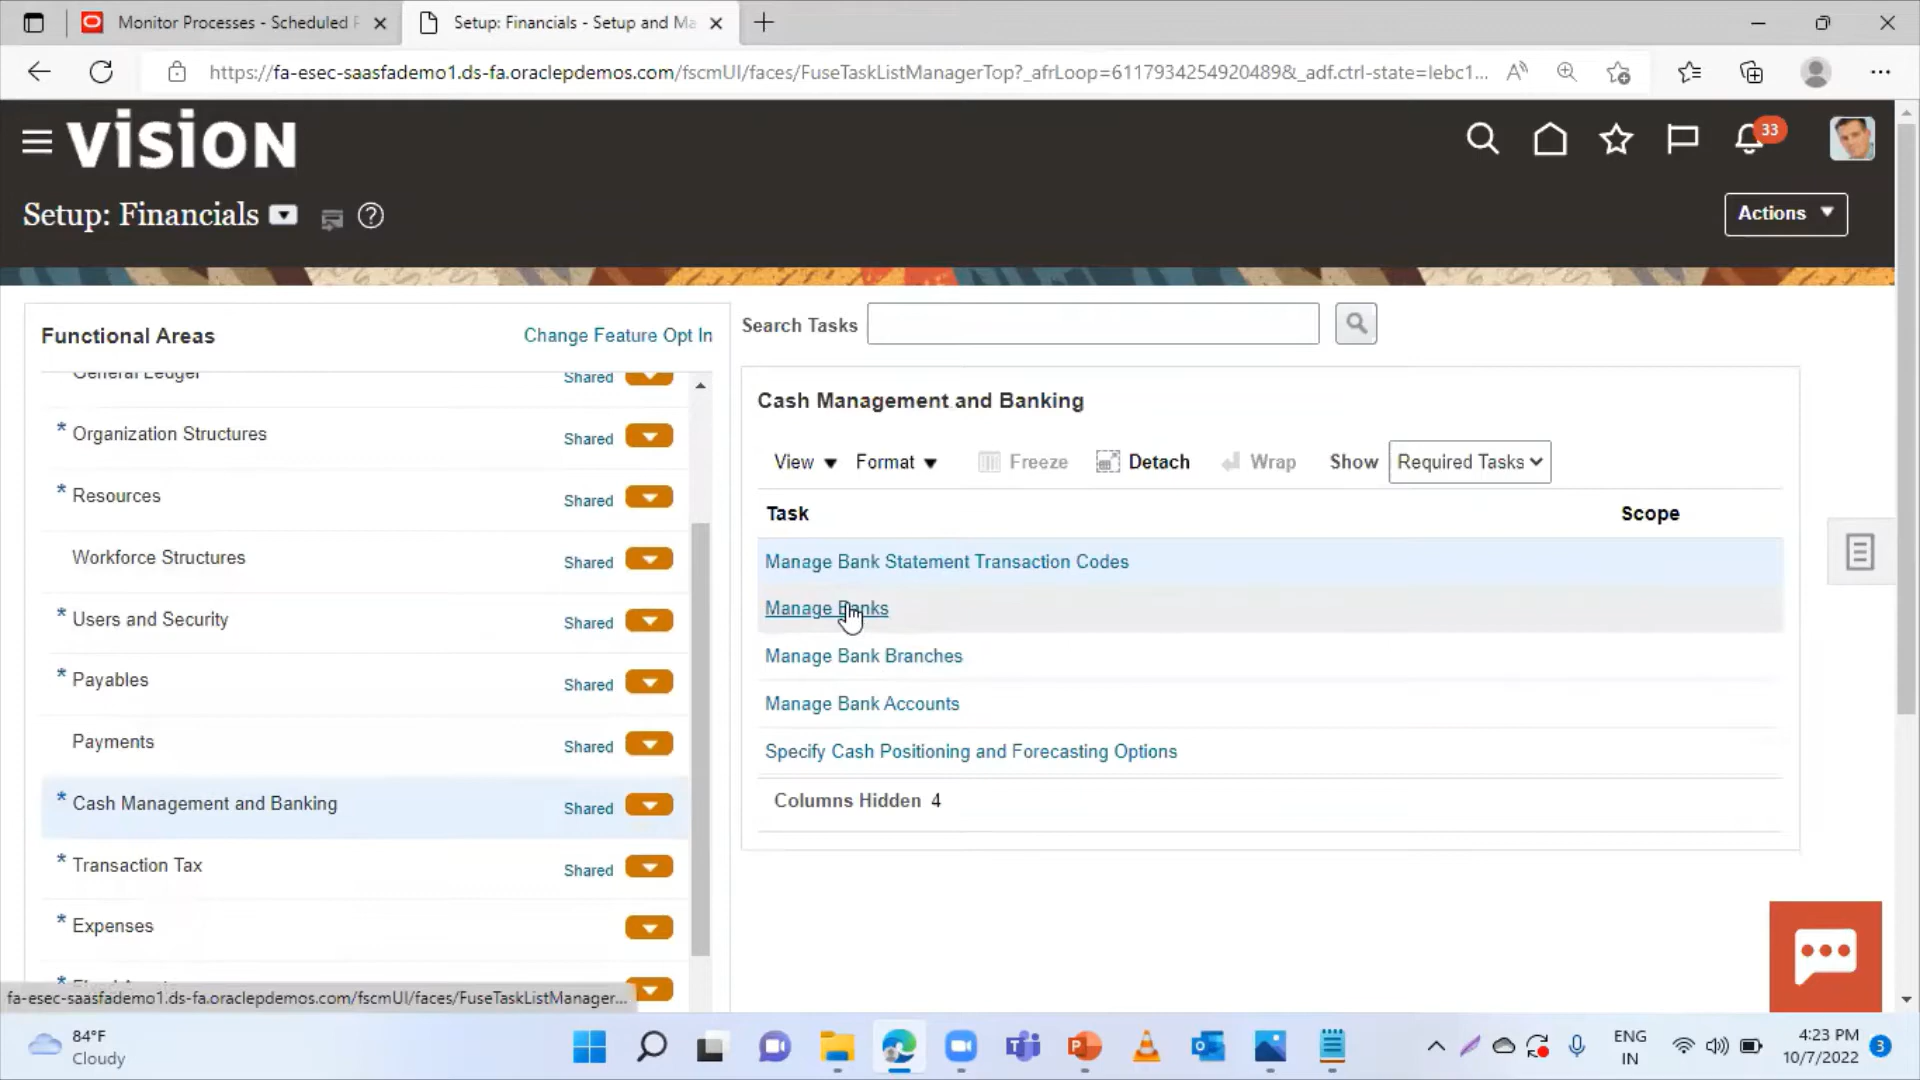 Monitor Processes - Scheduled
Setup: Financials - Setup and Ma
https://fa-esec-saasfademo1.ds-fa.oraclepdemos.com/fscmUI/faces/FuseTaskListManagerTop?_afrLoop=6117934254920489&_adf.ctrl-state=lebc1...
VISION
33
Setup: Financials
Actions
Functional Areas
Change Feature Opt In
Search Tasks
General Ledger
Shared
* Organization Structures
Shared
* Resources
Shared
Workforce Structures
Shared
* Users and Security
Shared
* Payables
Shared
Payments
Shared
* Cash Management and Banking
Shared
* Transaction Tax
Shared
* Expenses
Cash Management and Banking
View
Format
Freeze
Detach
Wrap
Show
Required Tasks
Task
Scope
Manage Bank Statement Transaction Codes
Manage Banks
Manage Bank Branches
Manage Bank Accounts
Specify Cash Positioning and Forecasting Options
Columns Hidden 4
fa-esec-saasfademo1.ds-fa.oraclepdemos.com/fscmUI/faces/FuseTaskListManager...
84°F
Cloudy
ENG
IN
4:23 PM
10/7/2022
3